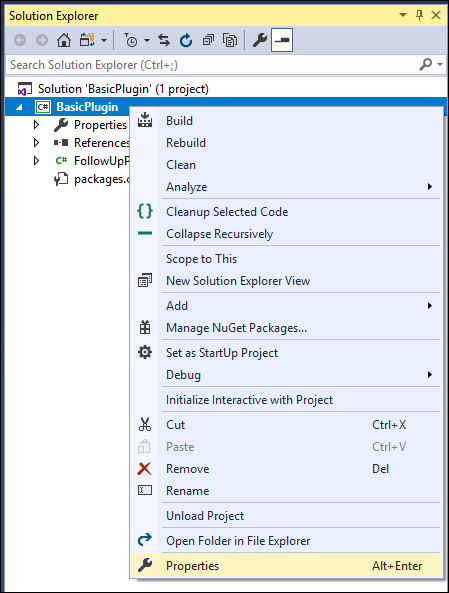 Solution Explorer
Search Solution Explorer (Ctrl+;)
Solution 'BasicPlugin' (1 project)
C# BasicPlugin
Properties
References
C# FollowUpP
packages.c
Build
Rebuild
Clean
Analyze
Cleanup Selected Code
Collapse Recursively
Scope to This
New Solution Explorer View
Add
Manage NuGet Packages...
Set as StartUp Project
Debug
Initialize Interactive with Project
Cut Ctrl+X
Paste Ctrl+V
Remove Del
Rename
Unload Project
Open Folder in File Explorer
Properties Alt+Enter